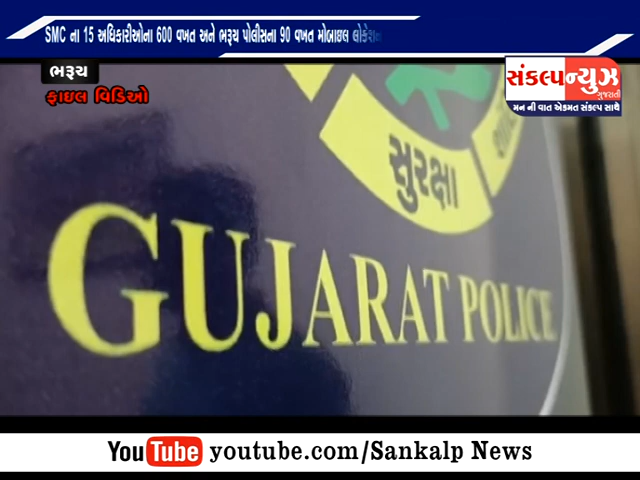 SMC ના 15 અધિકારીઓના 600 વખત અને ભરૂચ પોલીસના 90 વખત મોબાઇલ
ભરૂચ
ફાઇલ વિડિઓ
સંકલ્પ ન્યુઝ
ગુજરાતી
મન ની વાત એકમત સંકલ્પ સાથે
સુરક્ષા
GUJARAT POLICE
YouTube youtube.com/Sankalp News